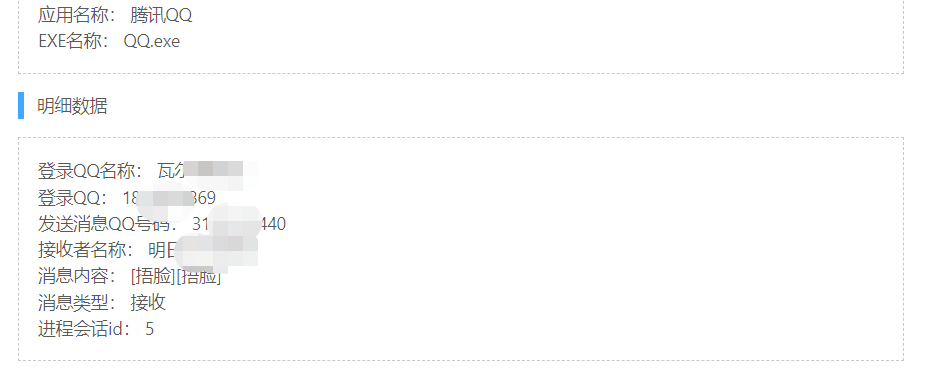 应用名称： 腾讯QQ
EXE名称： QQ.exe
明细数据
登录QQ名称： 瓦尔
登录QQ： 18 369
发送消息QQ号码： 31 440
接收者名称： 明日
消息内容： [捂脸][捂脸]
消息类型： 接收
进程会话id： 5